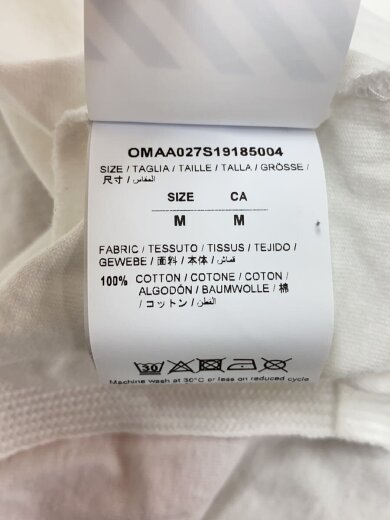 OMAA027S19185004
SIZE / TAGLIA / TAILLE / TALLA / GRÖSSE /
尺寸 / المقاس /
SIZE CA
M M
FABRIC / TESSUTO / TISSUS / TEJIDO /
GEWEBE / 面料 / 本体 / قماش /
100% COTTON / COTONE / COTON /
ALGODÓN / BAUMWOLLE / 棉
/ コットン / القطن /
30
Machine wash at 30°C or less on reduced cycle